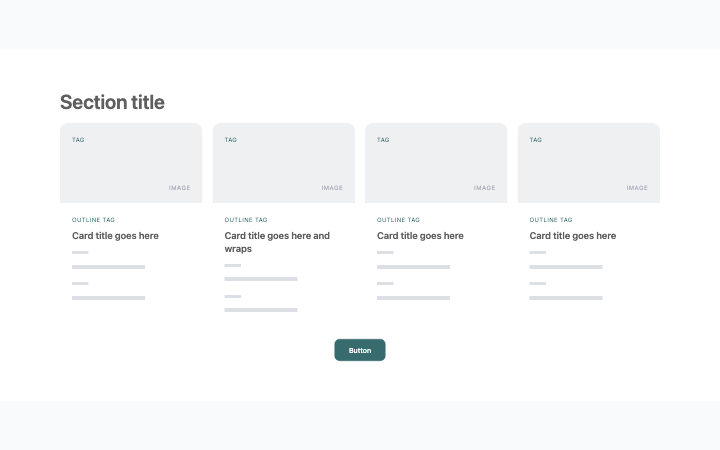 Section title
TAG
IMAGE
OUTLINE TAG
Card title goes here
TAG
IMAGE
OUTLINE TAG
Card title goes here and
wraps
TAG
IMAGE
OUTLINE TAG
Card title goes here
TAG
IMAGE
OUTLINE TAG
Card title goes here
Button